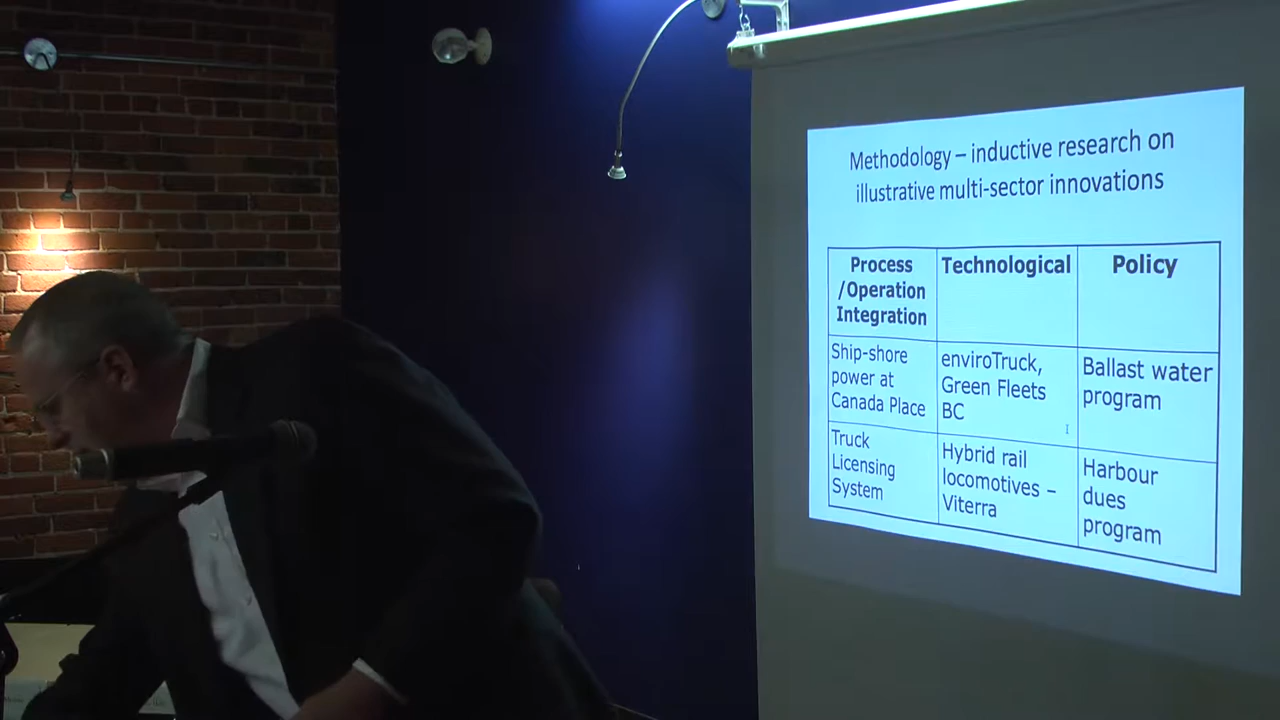 Methodology – inductive research on
illustrative multi-sector innovations
Process
/Operation
Integration
Technological
Policy
Ship-shore
power at
Canada Place
enviroTruck,
Green Fleets
BC
Ballast water
program
Truck
Licensing
System
Hybrid rail
locomotives –
Viterra
Harbour
dues
program